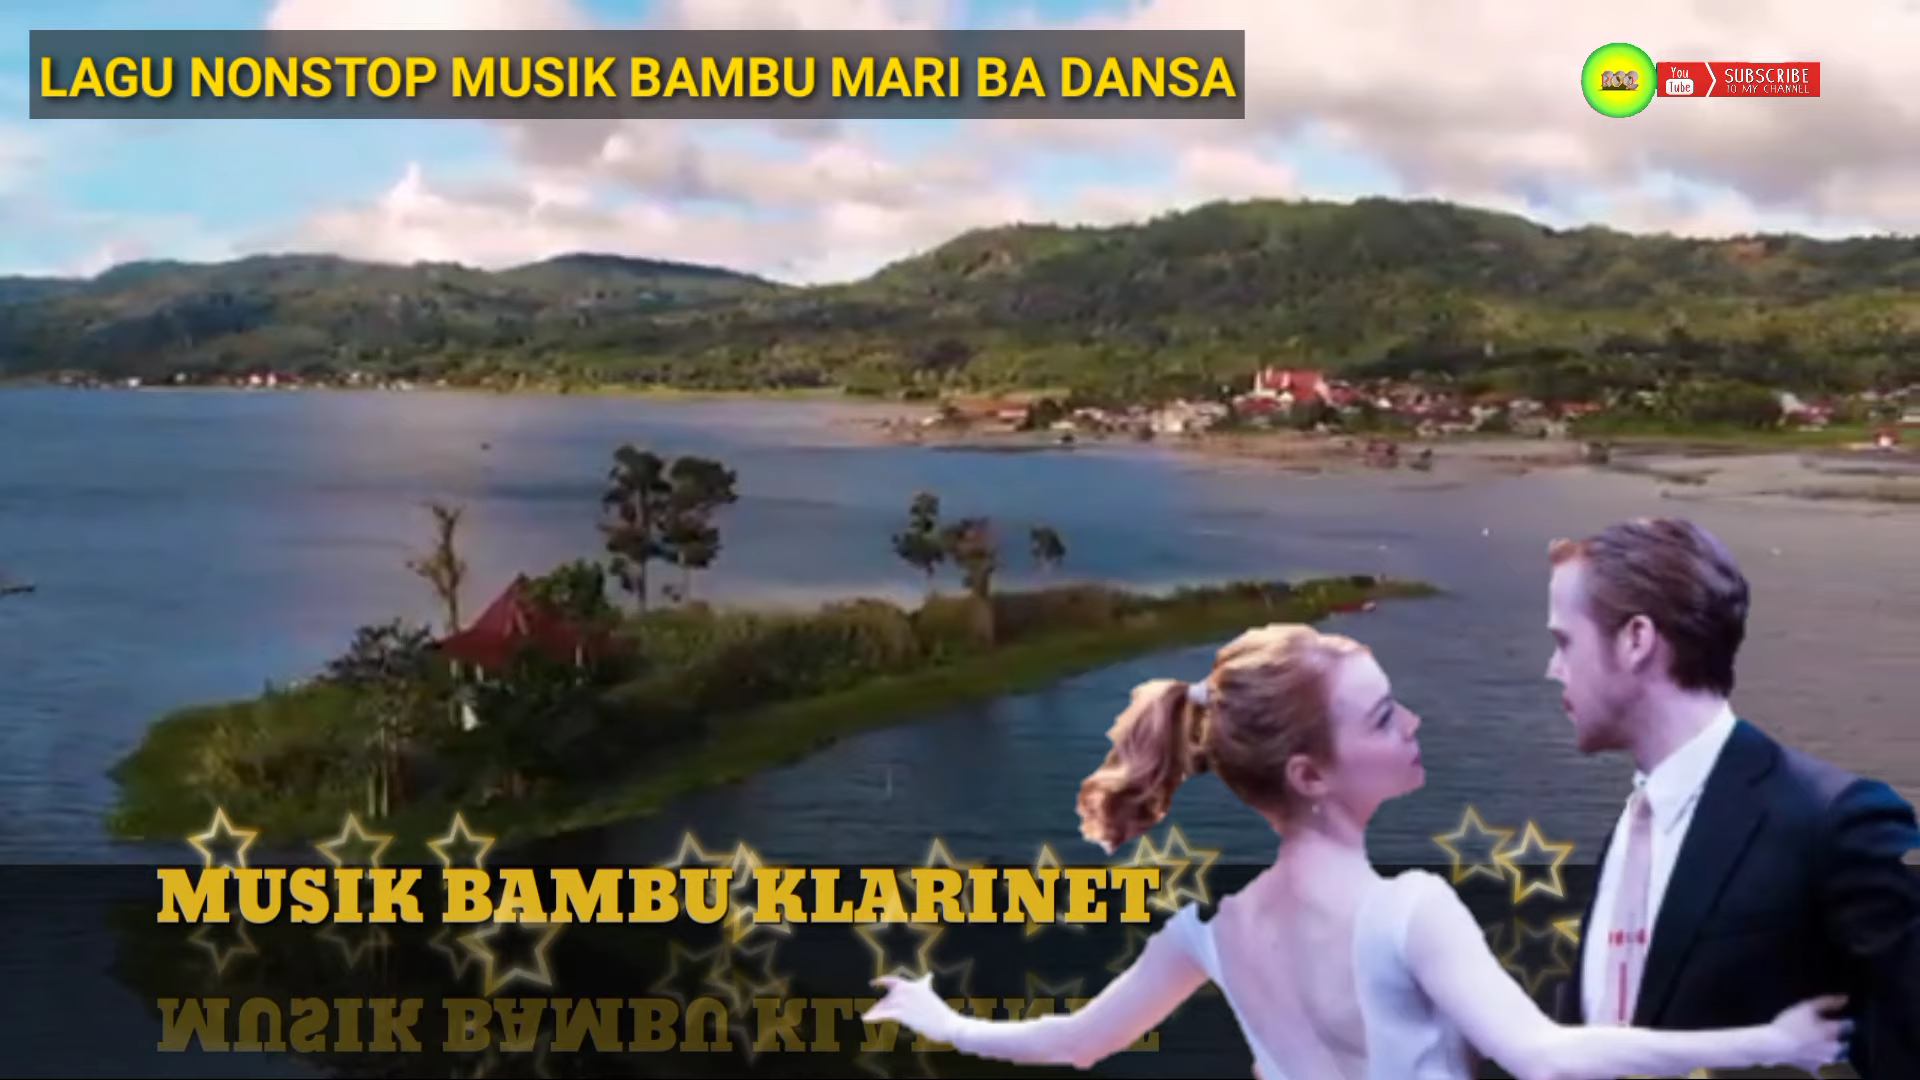 LAGU NONSTOP MUSIK BAMBU MARI BA DANSA
You
Tube
SUBSCRIBE
TO MY CHANNEL
MUSIK BAMBU KLARINET